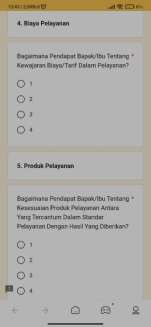 4. Biaya Pelayanan
Bagaimana Pendapat Bapak/Ibu Tentang *
Kewajaran Biaya/Tarif Dalam Pelayanan?
1
2
3
4
5. Produk Pelayanan
Bagaimana Pendapat Bapak/Ibu Tentang *
Kesesuaian Produk Pelayanan Antara
Yang Tercantum Dalam Standar
Pelayanan Dengan Hasil Yang Diberikan?
1
2
3
4